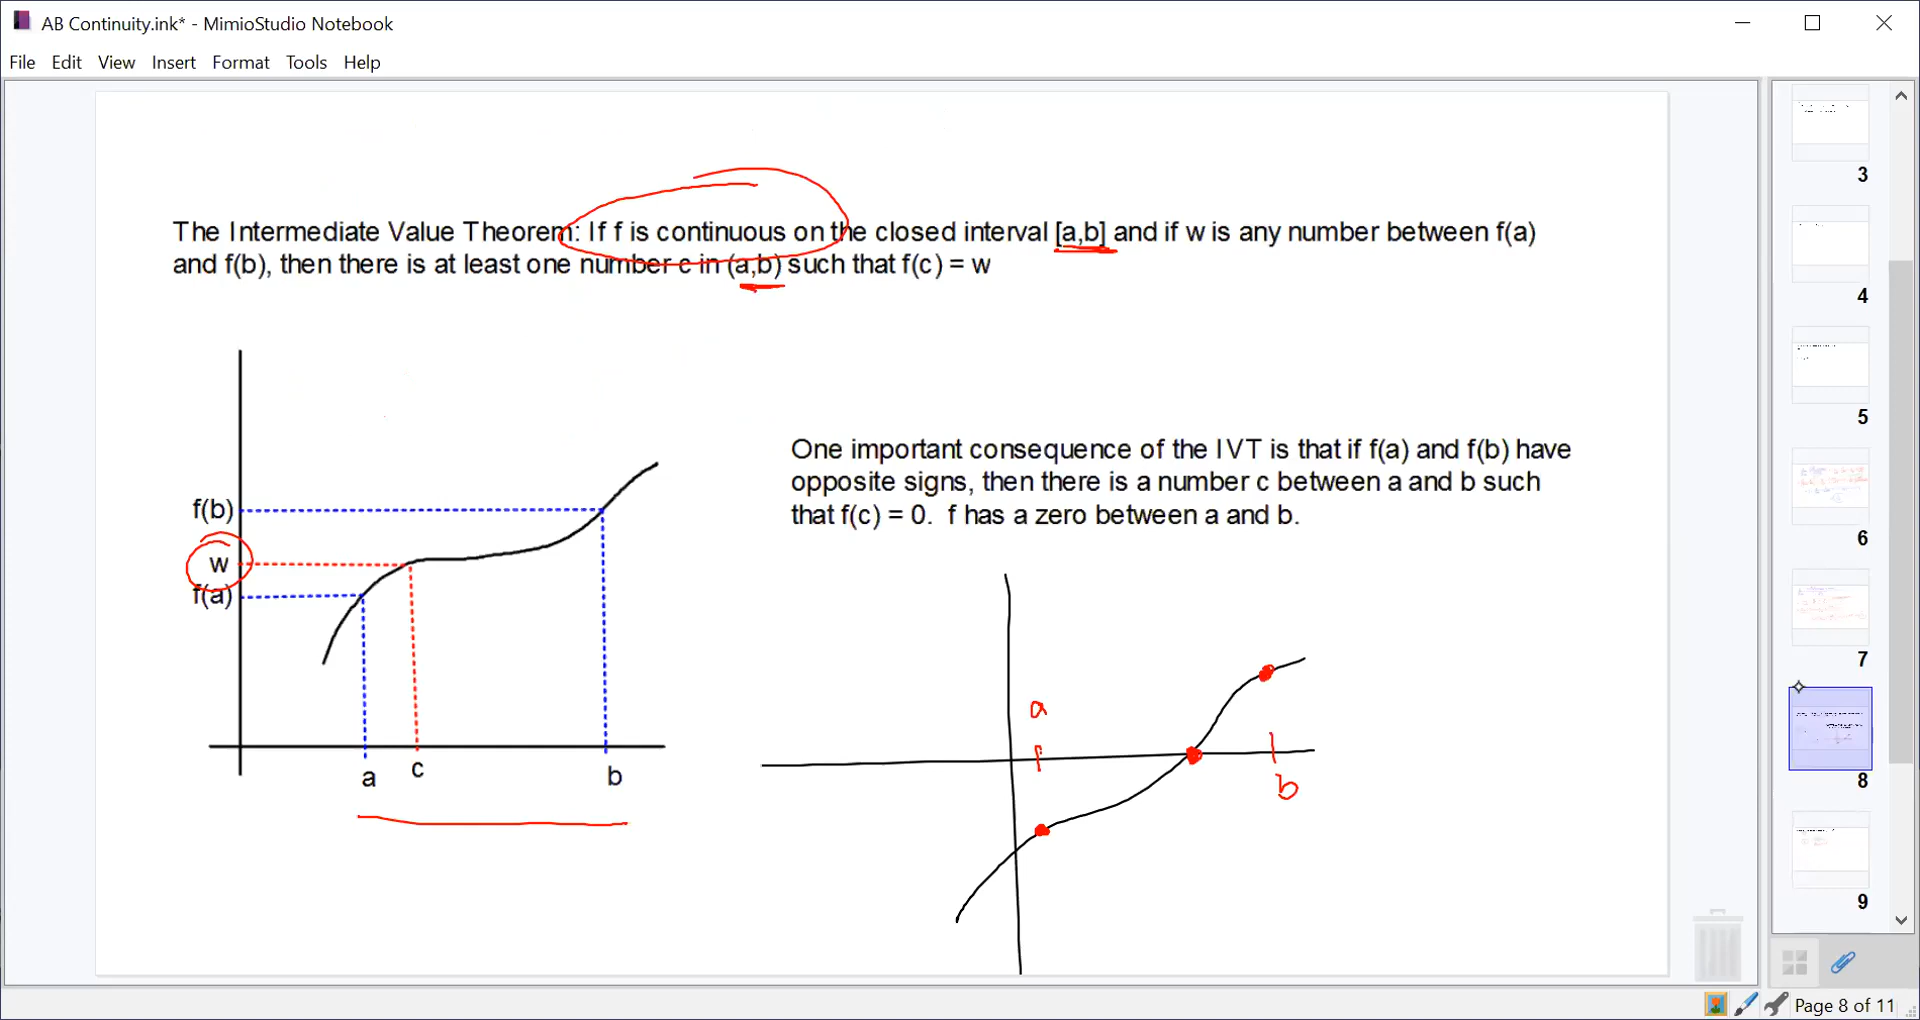 AB Continuity.ink* - MimioStudio Notebook
File Edit View Insert Format Tools Help
The Intermediate Value Theorem: If f is continuous on the closed interval [a,b] and if w is any number between f(a)
and f(b), then there is at least one number c in (a,b) such that f(c) = w
One important consequence of the IVT is that if f(a) and f(b) have
opposite signs, then there is a number c between a and b such
that f(c) = 0. f has a zero between a and b.
f(b)
w
f(a)
a c b
a
b
3
4
5
6
7
8
9
Page 8 of 11